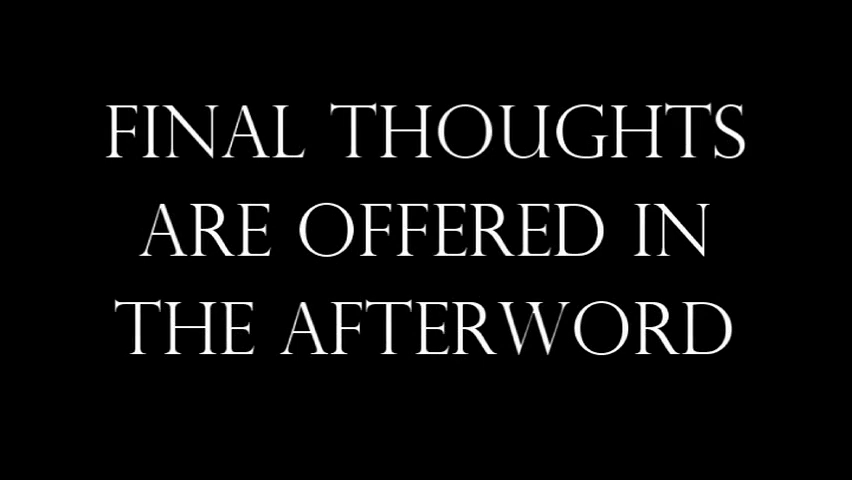 FINAL THOUGHTS
ARE OFFERED IN
THE AFTERWORD